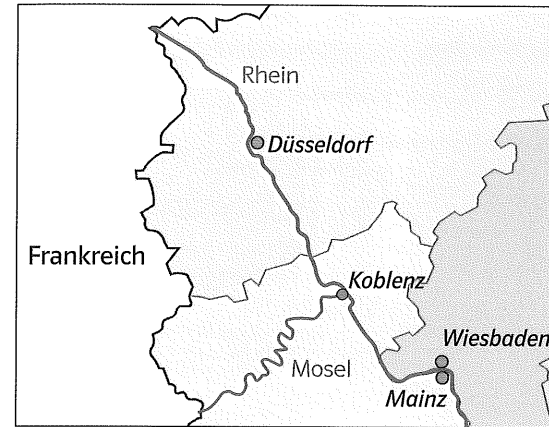 Rhein
Düsseldorf
Frankreich
Koblenz
Wiesbaden
Mosel
Mainz